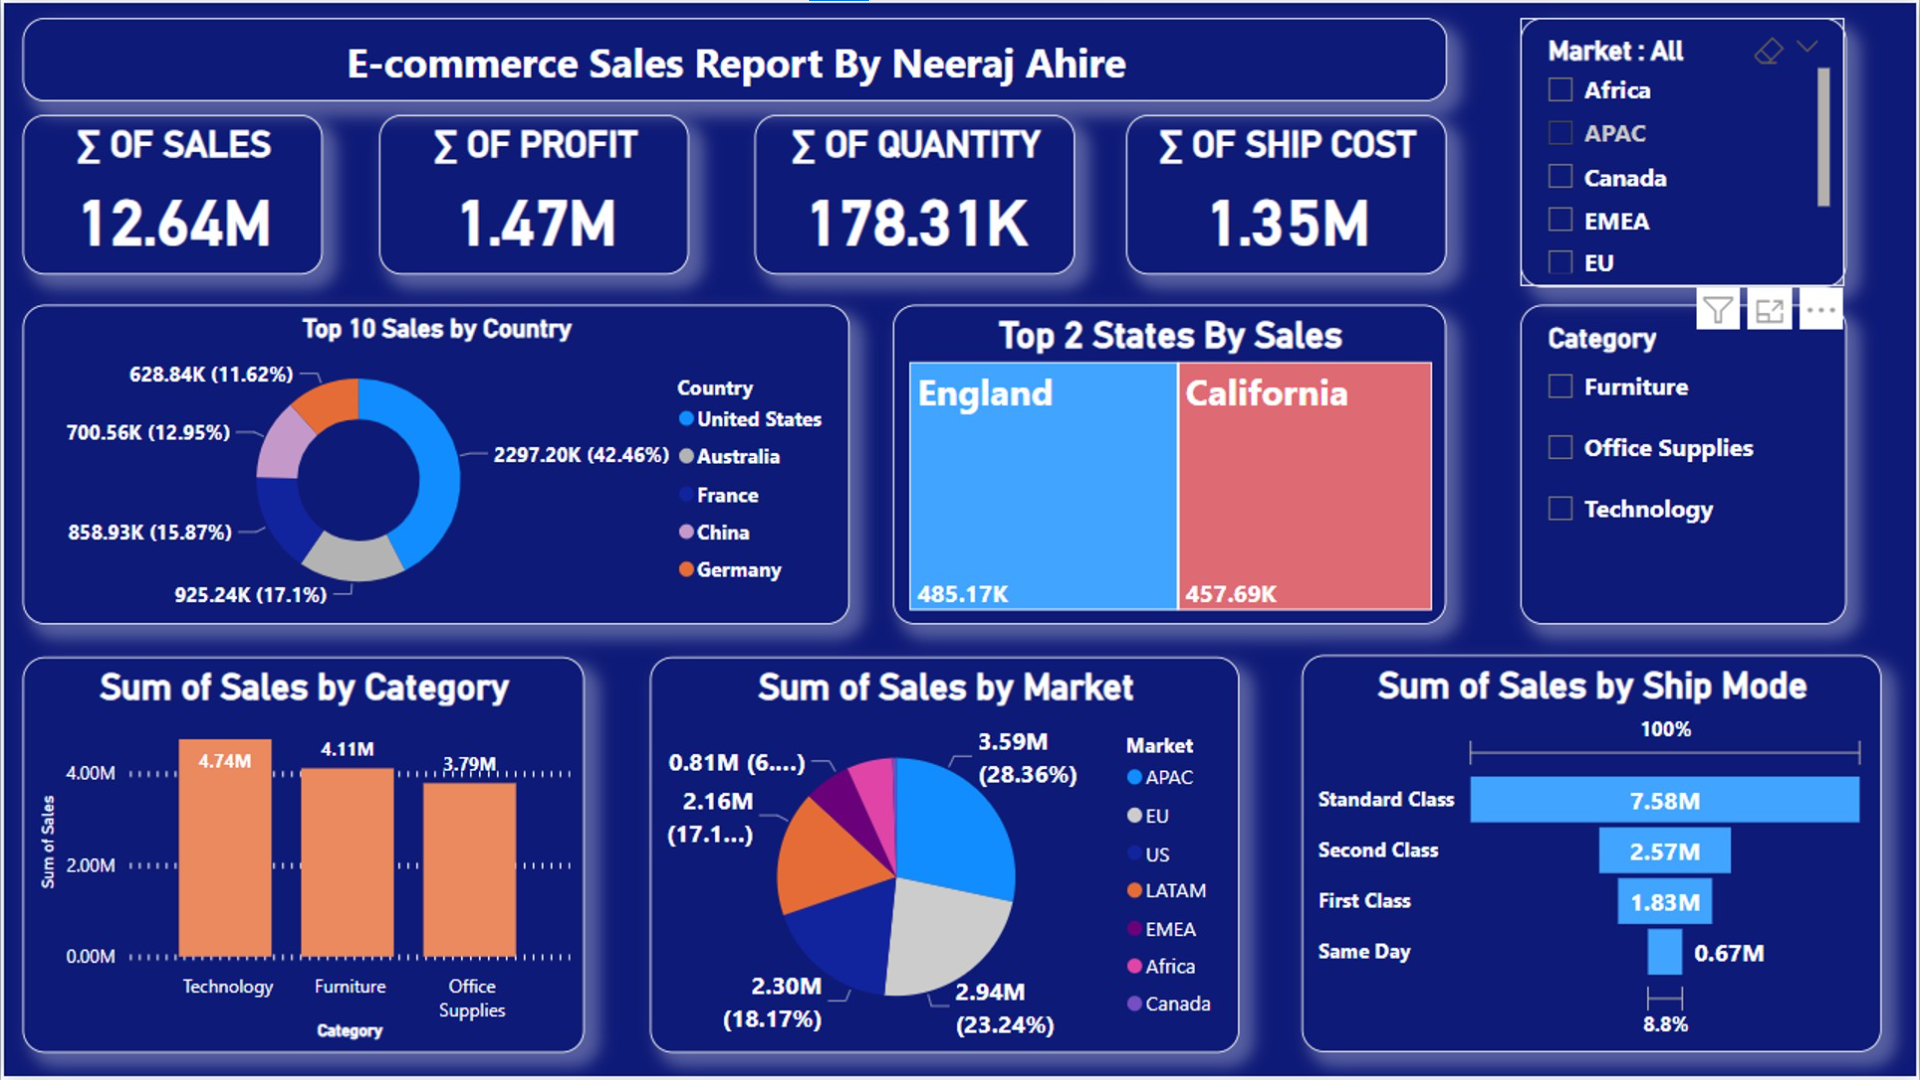 E-commerce Sales Report By Neeraj Ahire
∑ OF SALES
12.64M
∑ OF PROFIT
1.47M
∑ OF QUANTITY
178.31K
∑ OF SHIP COST
1.35M
Market : All
Africa
APAC
Canada
EMEA
EU
Top 10 Sales by Country
628.84K (11.62%)
700.56K (12.95%)
858.93K (15.87%)
925.24K (17.1%)
2297.20K (42.46%)
Country
United States
Australia
France
China
Germany
Top 2 States By Sales
England
485.17K
California
457.69K
Category
Furniture
Office Supplies
Technology
Sum of Sales by Category
Sum of Sales
4.00M
2.00M
0.00M
4.74M
4.11M
3.79M
Technology
Furniture
Office
Supplies
Category
Sum of Sales by Market
3.59M
(28.36%)
0.81M (6....)
2.16M
(17.1...)
2.30M
(18.17%)
2.94M
(23.24%)
Market
APAC
EU
US
LATAM
EMEA
Africa
Canada
Sum of Sales by Ship Mode
100%
Standard Class
7.58M
Second Class
2.57M
First Class
1.83M
Same Day
0.67M
8.8%